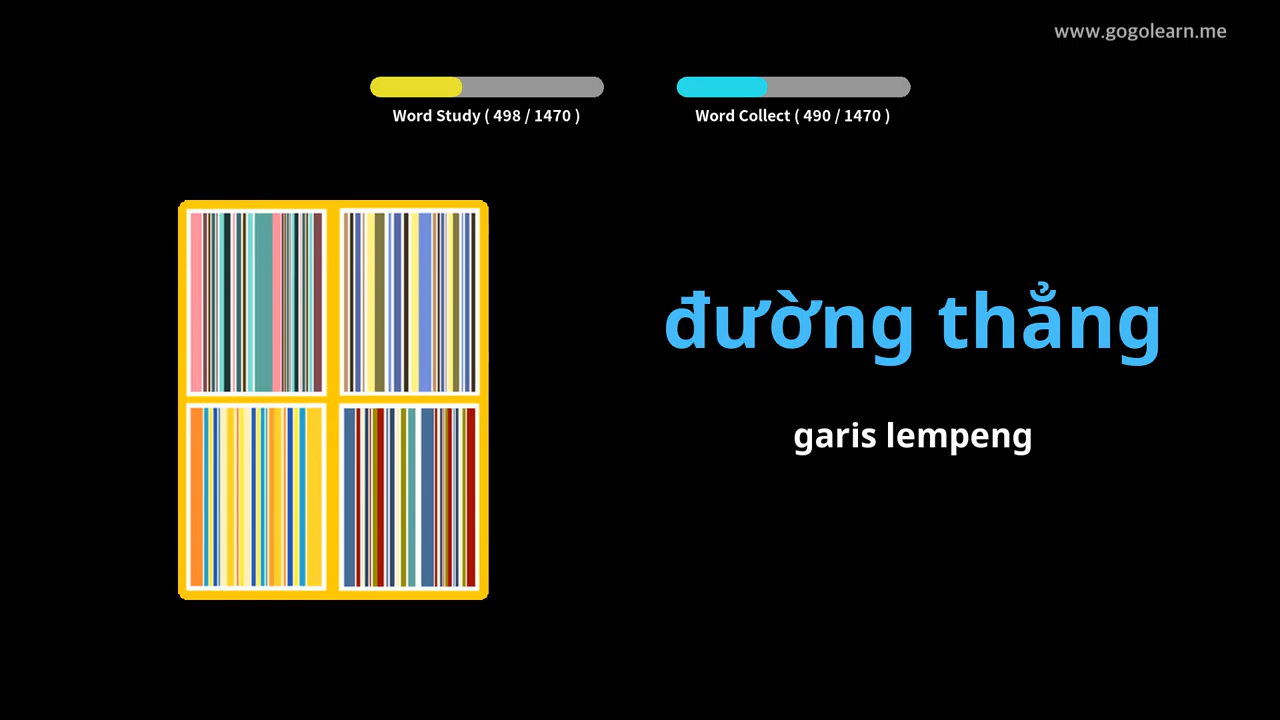 www.gogolearn.me
Word Study ( 498 / 1470 )
Word Collect ( 490 / 1470 )
đường thẳng
garis lempeng